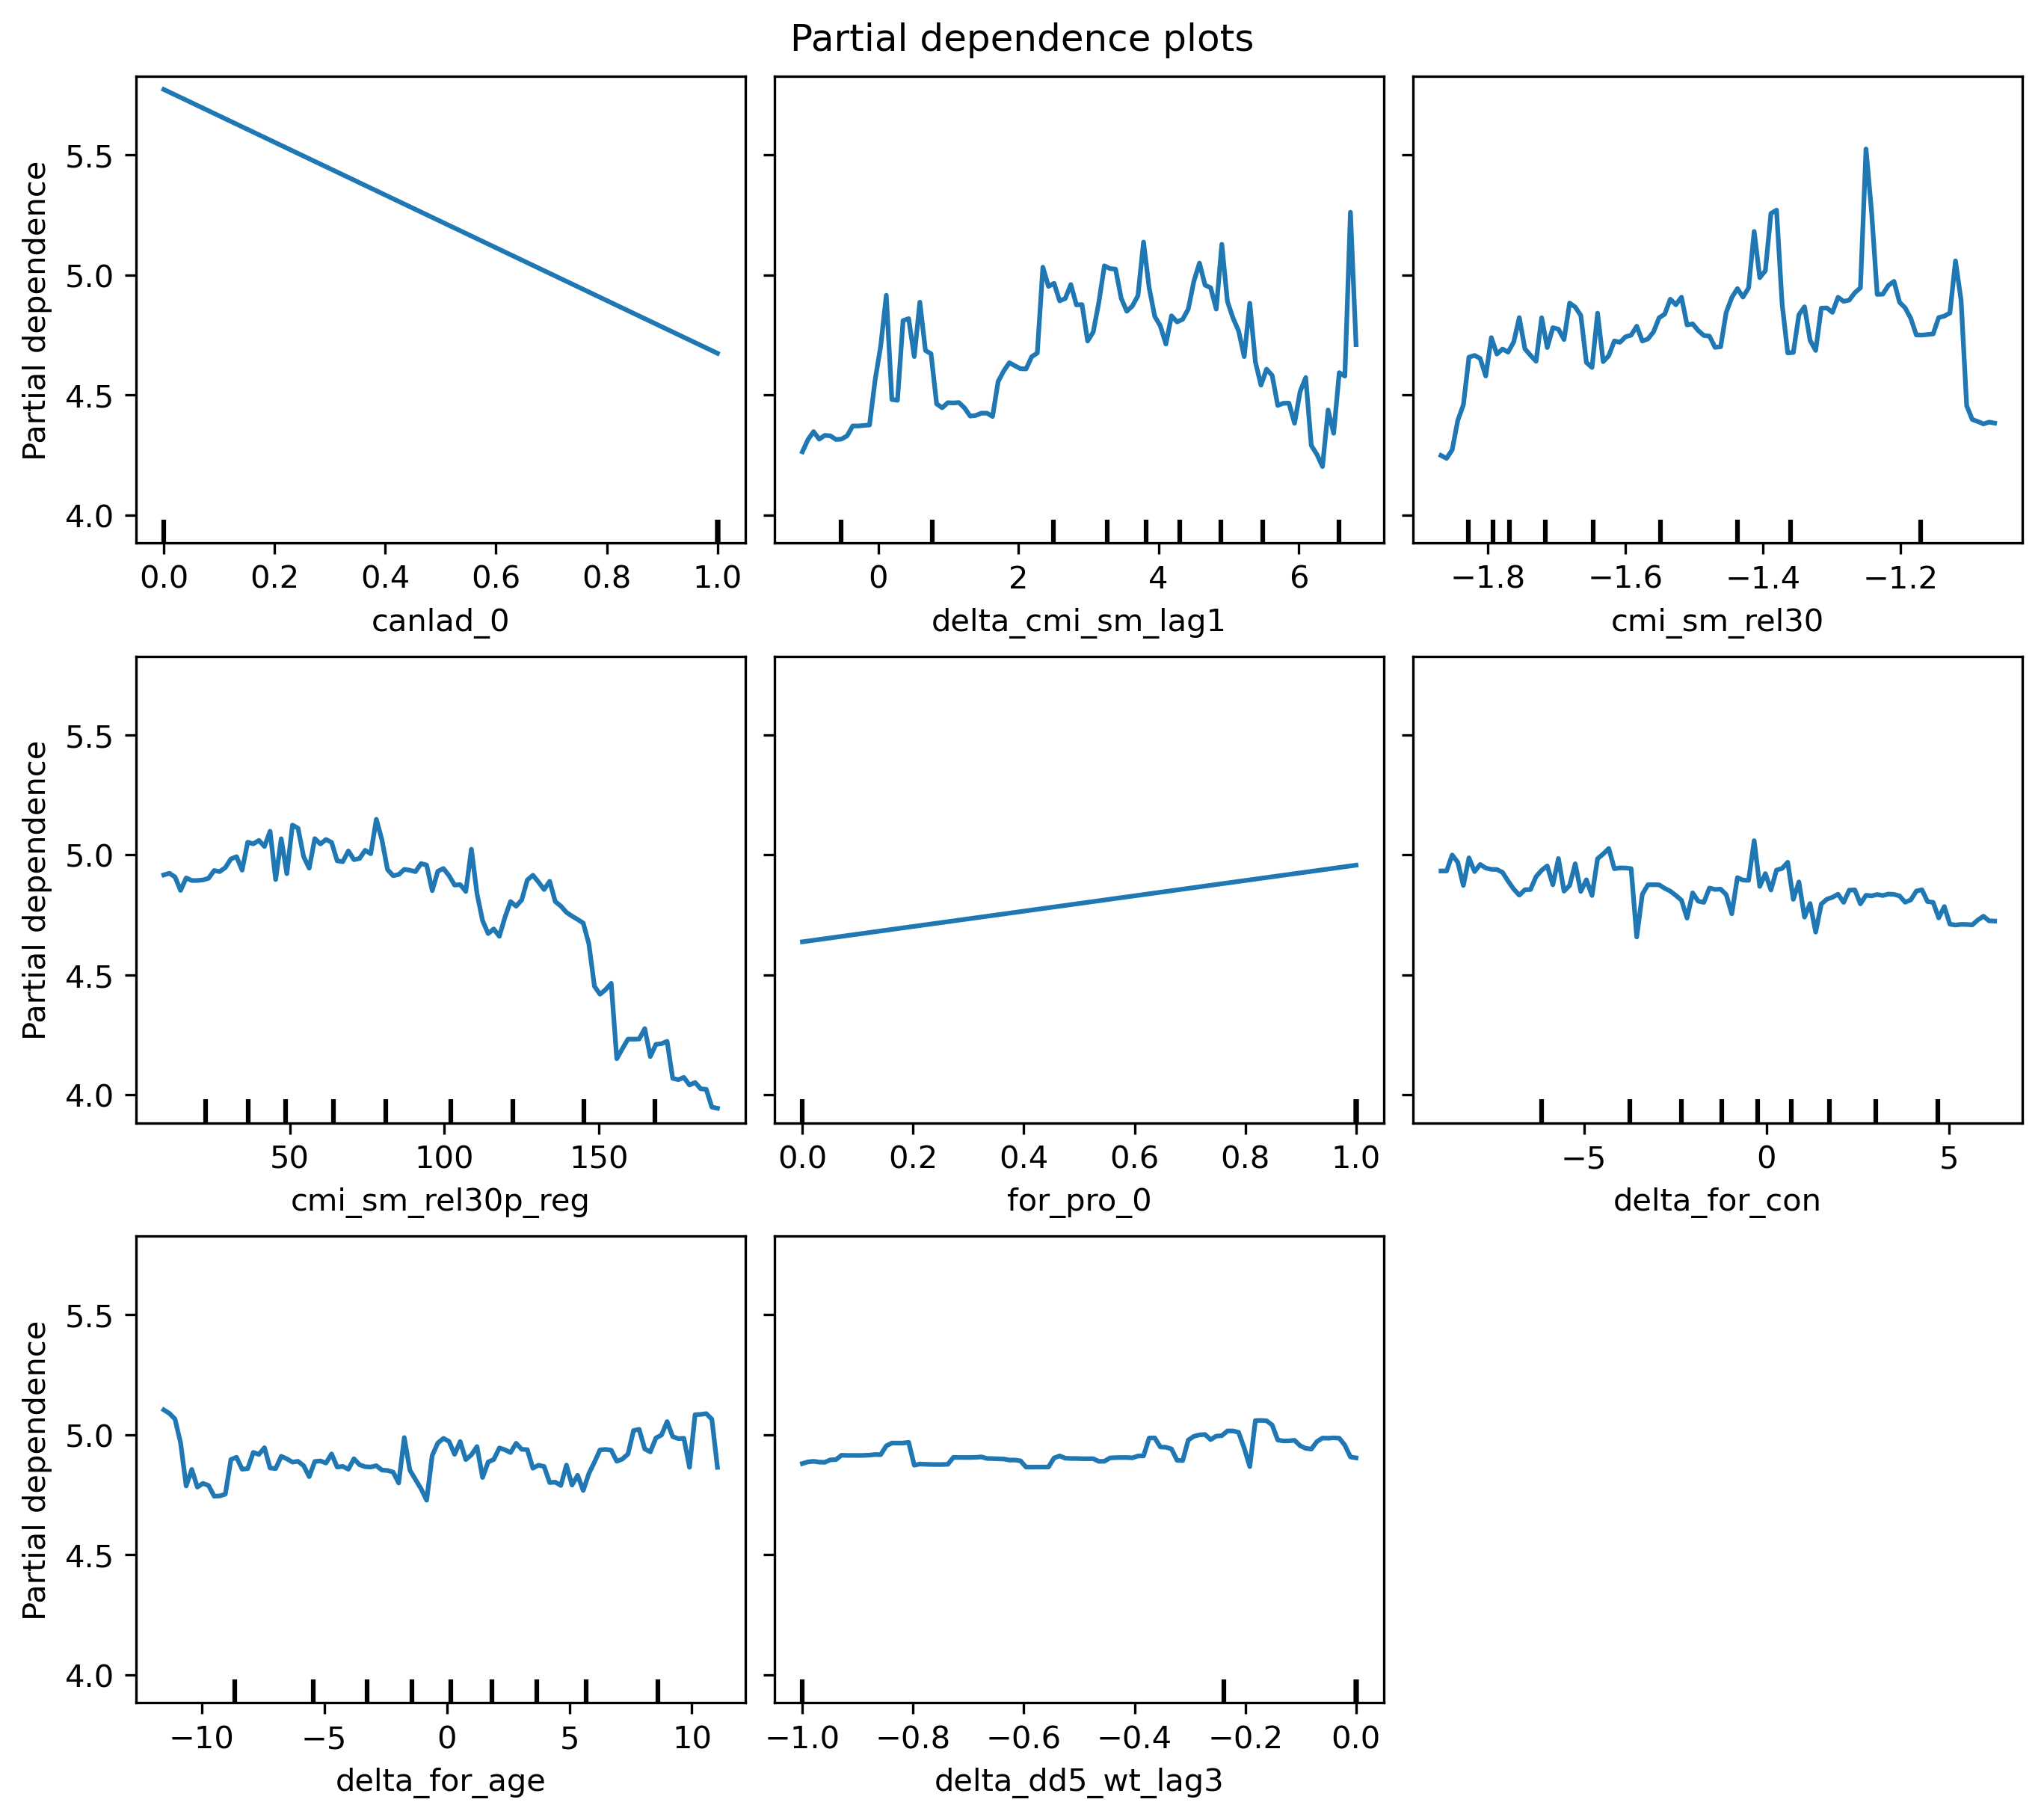 Partial dependence plots
Partial dependence
5.5
5.0
4.5
4.0
0.0 0.2 0.4 0.6 0.8 1.0
canlad_0
0 2 4 6
delta_cmi_sm_lag1
−1.8 −1.6 −1.4 −1.2
cmi_sm_rel30
Partial dependence
5.5
5.0
4.5
4.0
50 100 150
cmi_sm_rel30p_reg
0.0 0.2 0.4 0.6 0.8 1.0
for_pro_0
−5 0 5
delta_for_con
Partial dependence
5.5
5.0
4.5
4.0
−10 −5 0 5 10
delta_for_age
−1.0 −0.8 −0.6 −0.4 −0.2 0.0
delta_dd5_wt_lag3